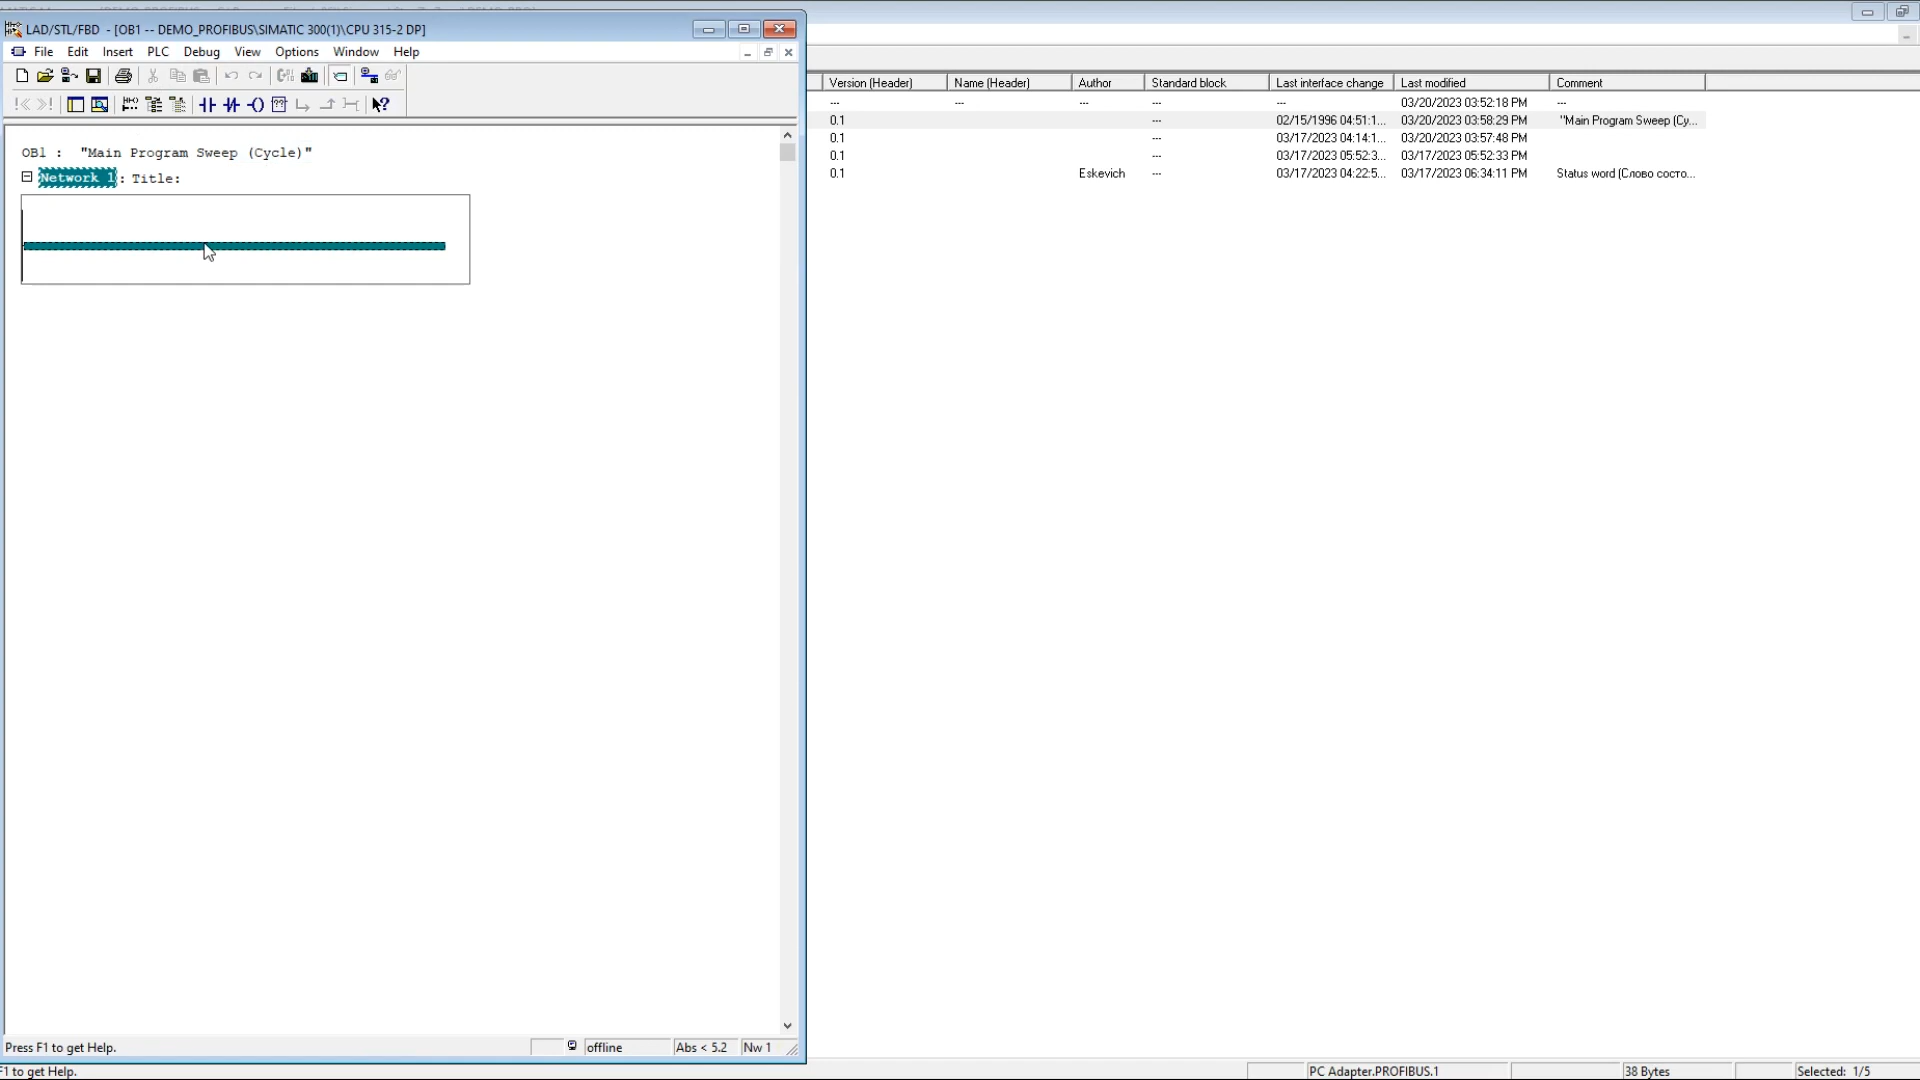 LAD/STL/FBD - [OB1 -- DEMO_PROFIBUS\SIMATIC 300(1)\CPU 315-2 DP]
File Edit Insert PLC Debug View Options Window Help
Version (Header) Name (Header) Author Standard block Last interface change Last modified Comment
--- --- --- --- --- 03/20/2023 03:52:18 PM ---
0.1 --- 02/15/1996 04:51:1... 03/20/2023 03:58:29 PM "Main Program Sweep (Cy...
0.1 --- 03/17/2023 04:14:1... 03/20/2023 03:57:48 PM
0.1 --- 03/17/2023 05:52:3... 03/17/2023 05:52:33 PM
0.1 Eskevich --- 03/17/2023 04:22:5... 03/17/2023 06:34:11 PM Status word (Слово состо...
OB1 : "Main Program Sweep (Cycle)"
Network 1: Title:
Press F1 to get Help. offline Abs < 5.2 Nw 1
F1 to get Help. PC Adapter.PROFIBUS.1 38 Bytes Selected: 1/5